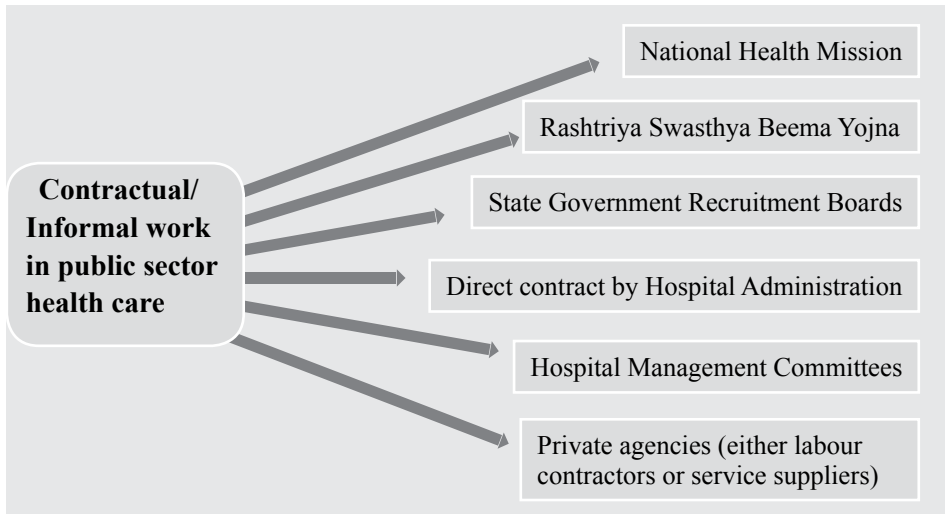 Contractual/
Informal work
in public sector
health care
National Health Mission
Rashtriya Swasthya Beema Yojna
State Government Recruitment Boards
Direct contract by Hospital Administration
Hospital Management Committees
Private agencies (either labour
contractors or service suppliers)